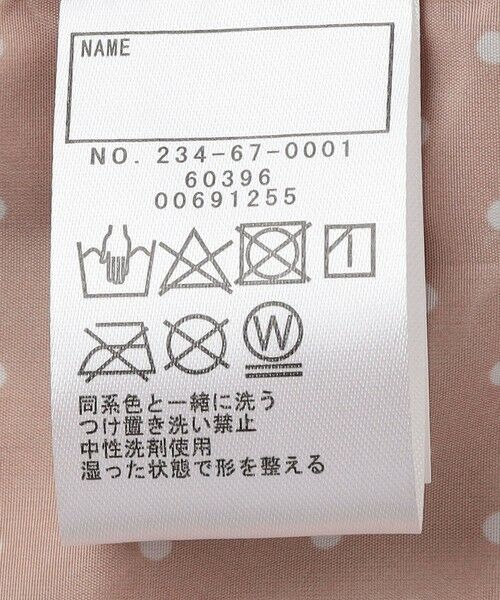 NAME
NO. 234-67-0001
60396
00691255
W
同系色と一緒に洗う
つけ置き洗い禁止
中性洗剤使用
湿った状態で形を整える